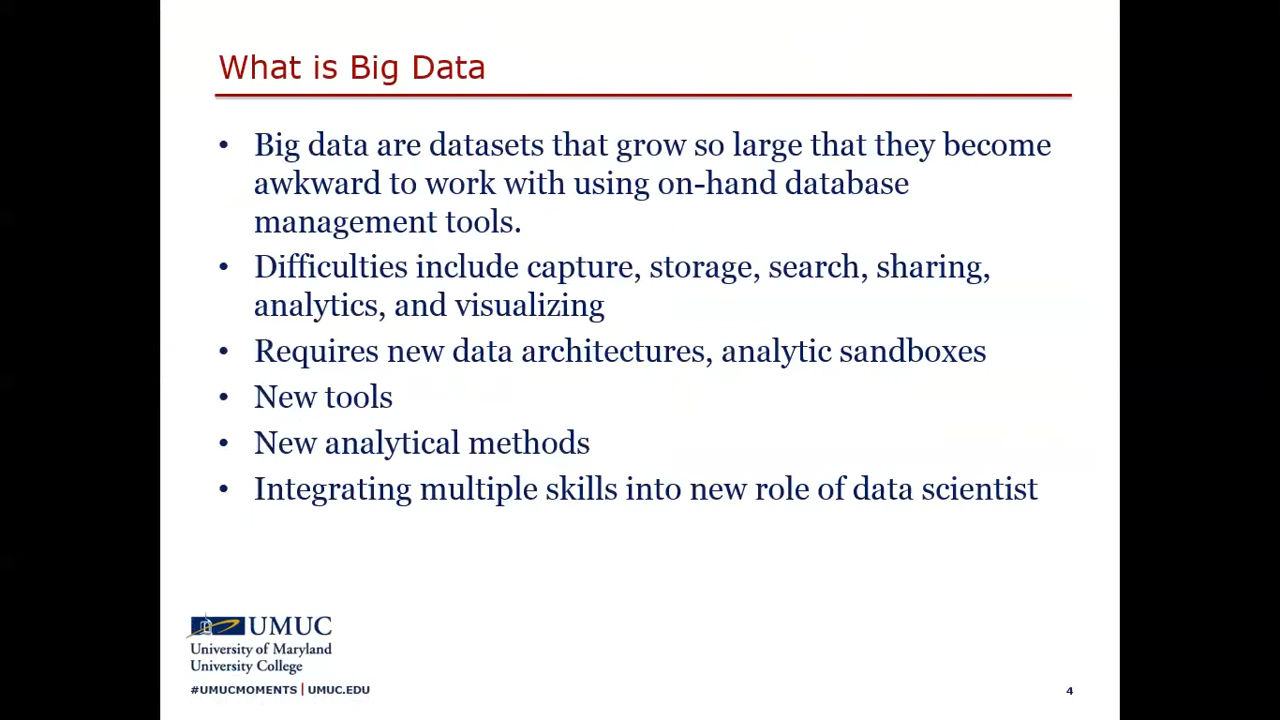 What is Big Data
• Big data are datasets that grow so large that they become
awkward to work with using on-hand database
management tools.
• Difficulties include capture, storage, search, sharing,
analytics, and visualizing
• Requires new data architectures, analytic sandboxes
• New tools
• New analytical methods
• Integrating multiple skills into new role of data scientist
UMUC
University of Maryland
University College
#UMUCMOMENTS | UMUC.EDU
4